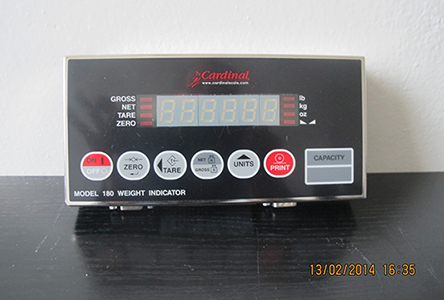 Cardinal
www.cardinalscale.com
GROSS
NET
TARE
ZERO
lb
kg
oz
ON
OFF
ZERO
TARE
NET
GROSS
UNITS
PRINT
CAPACITY
MODEL 180 WEIGHT INDICATOR
13/02/2014 16:35